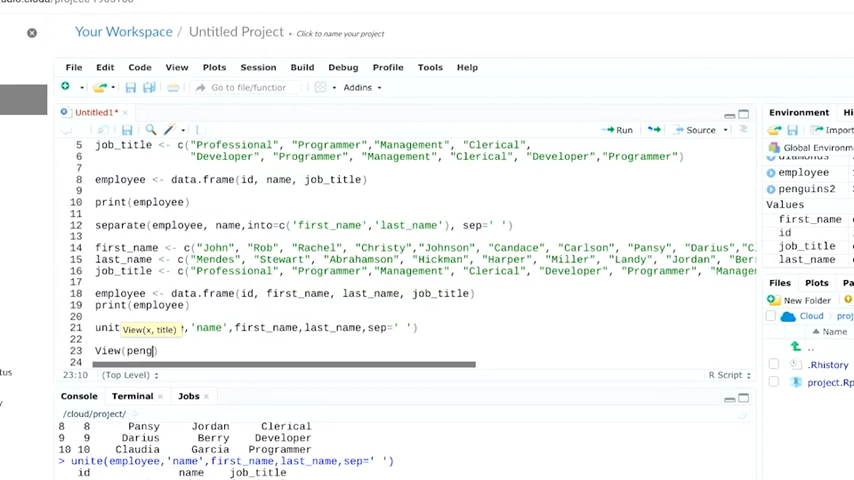 Your Workspace / Untitled Project • Click to name your project
File Edit Code View Plots Session Build Debug Profile Tools Help
Go to file/function Addins
Untitled1* ×
Run Source
5 job_title <- c("Professional", "Programmer","Management", "Clerical",
6 "Developer", "Programmer", "Management", "Clerical", "Developer","Programmer")
7
8 employee <- data.frame(id, name, job_title)
9
10 print(employee)
11
12 separate(employee, name,into=c('first_name','last_name'), sep=' ')
13
14 first_name <- c("John", "Rob", "Rachel", "Christy","Johnson", "Candace", "Carlson", "Pansy", "Darius","C
15 last_name <- c("Mendes", "Stewart", "Abrahamson", "Hickman", "Harper", "Miller", "Landy", "Jordan", "Ber
16 job_title <- c("Professional", "Programmer","Management", "Clerical", "Developer", "Programmer", "Manage
17
18 employee <- data.frame(id, first_name, last_name, job_title)
19 print(employee)
20
21 unit ,'name',first_name,last_name,sep=' ')
View(x, title)
22
23 View(peng)
24
23:10 (Top Level) R Script
Console Terminal × Jobs ×
/cloud/project/
8 8 Pansy Jordan Clerical
9 9 Darius Berry Developer
10 10 Claudia Garcia Programmer
> unite(employee,'name',first_name,last_name,sep=' ')
id name job_title
Environment His
Import
Global Environme
diamonds
employee
penguins2
Values
first_name
id
job_title
last_name
Files Plots Pa
New Folder
Cloud proj
Name
..
.Rhistory
project.Rp